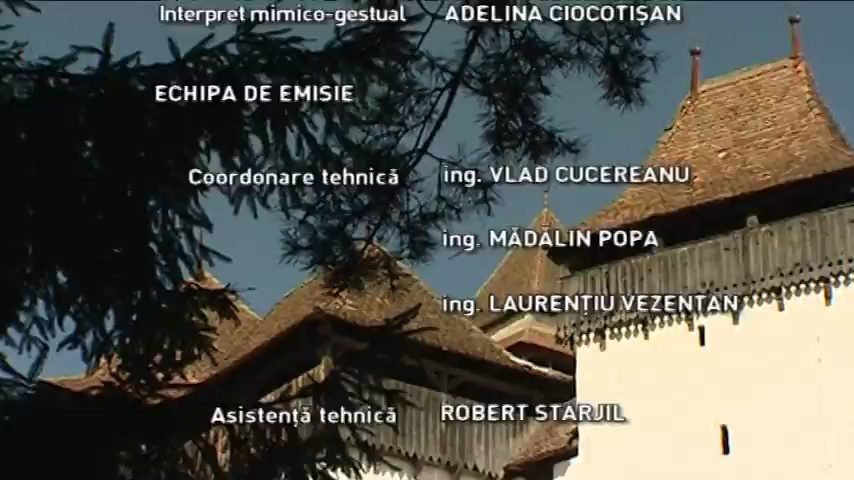 Interpret mimico-gestual ADELINA CIOCOTIȘAN
ECHIPA DE EMISIE
Coordonare tehnică ing. VLAD CUCEREANU
ing. MĂDĂLIN POPA
ing. LAURENȚIU VEZENTAN
Asistență tehnică ROBERT STÂRJIL